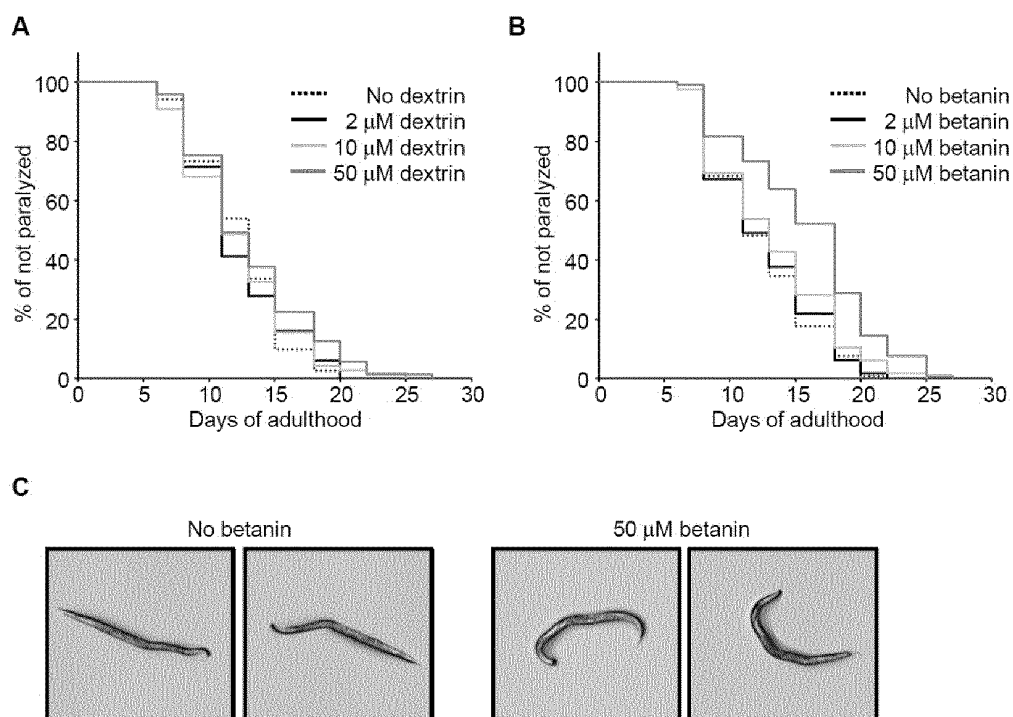 A
% of not paralyzed
100
80
60
40
20
0
No dextrin
2 μM dextrin
10 μM dextrin
50 μM dextrin
0 5 10 15 20 25 30
Days of adulthood
B
% of not paralyzed
100
80
60
40
20
0
No betanin
2 μM betanin
10 μM betanin
50 μM betanin
0 5 10 15 20 25 30
Days of adulthood
C
No betanin
50 μM betanin